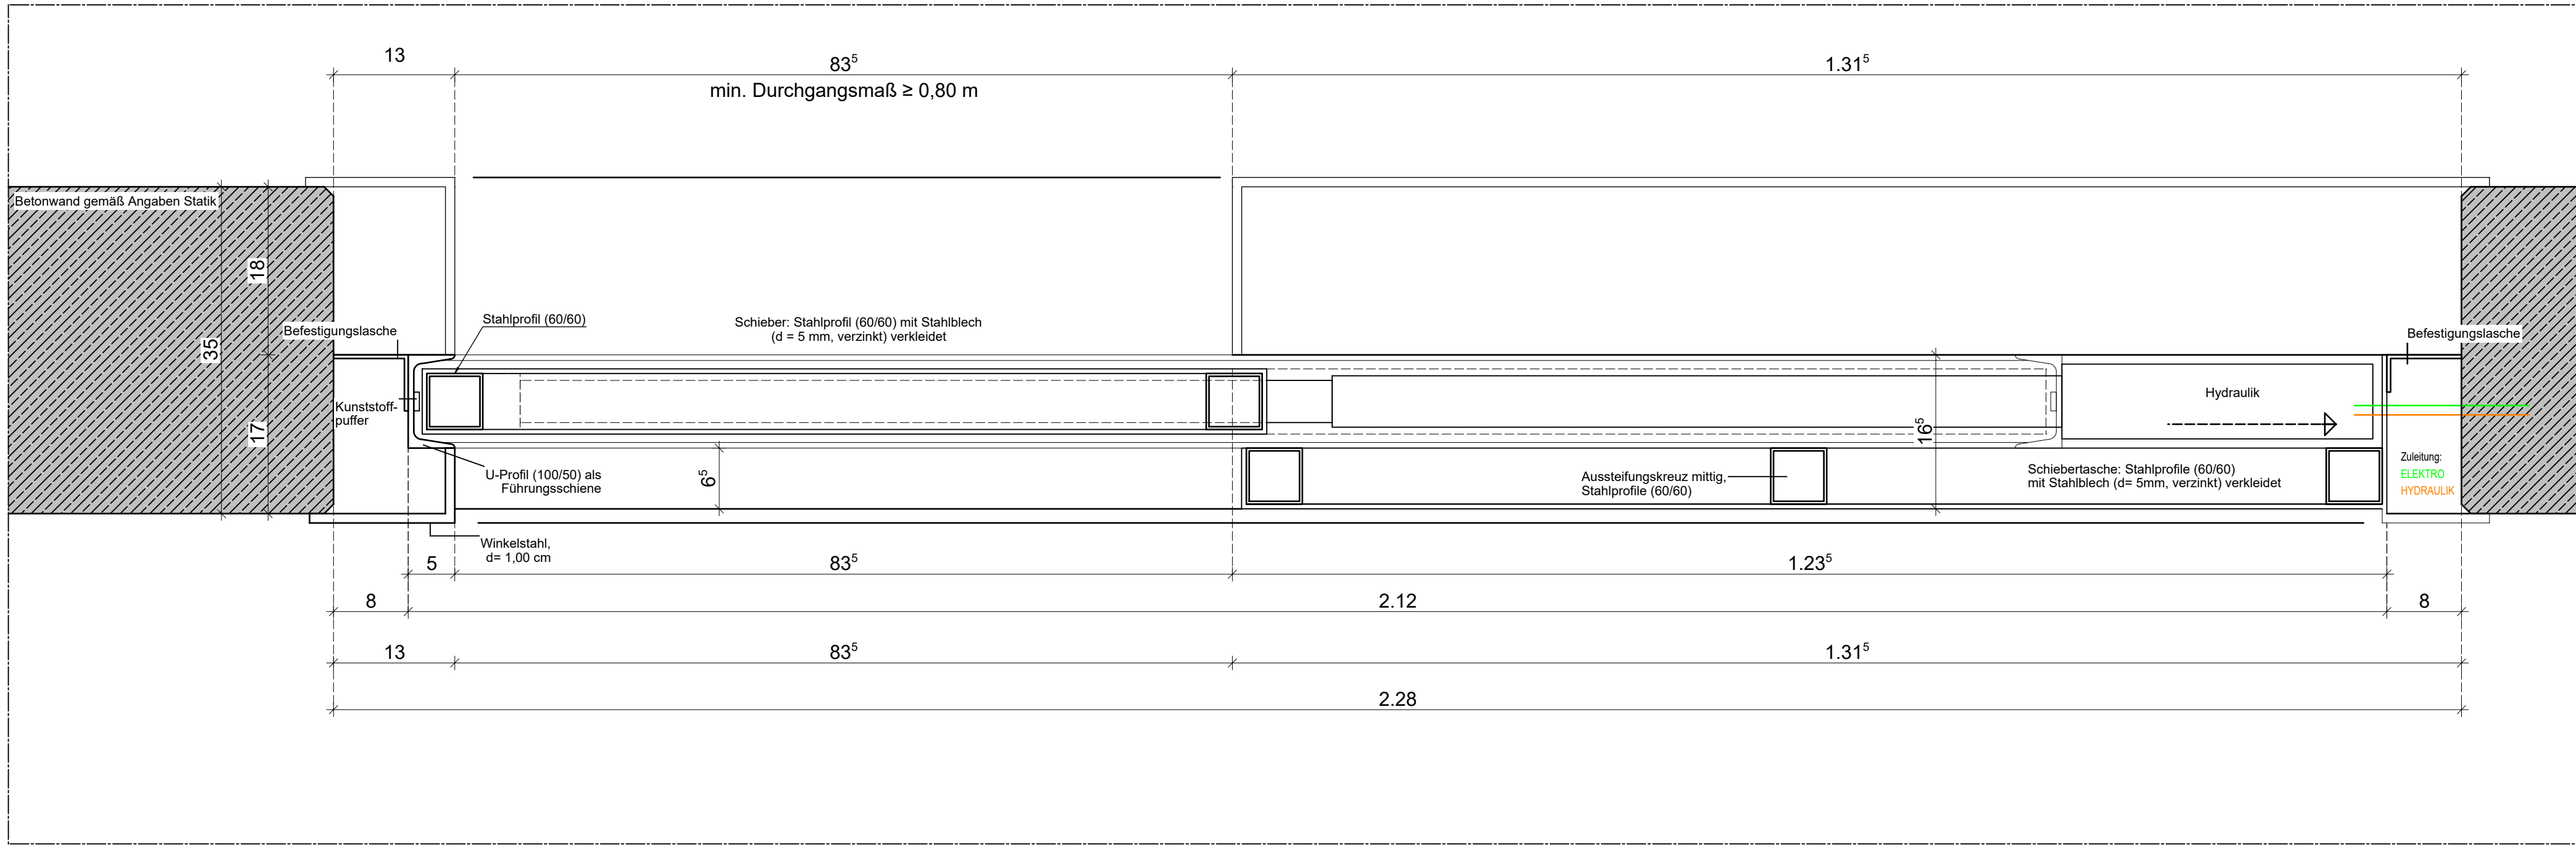 13
83⁵
1.31⁵
min. Durchgangsmaß ≥ 0,80 m
Betonwand gemäß Angaben Statik
18
35
17
Befestigungslasche
Stahlprofil (60/60)
Schieber: Stahlprofil (60/60) mit Stahlblech
(d = 5 mm, verzinkt) verkleidet
Befestigungslasche
Kunststoff-
puffer
Hydraulik
16⁵
U-Profil (100/50) als
Führungsschiene
6⁵
Aussteifungskreuz mittig,
Stahlprofile (60/60)
Schiebertasche: Stahlprofile (60/60)
mit Stahlblech (d= 5mm, verzinkt) verkleidet
Zuleitung:
ELEKTRO
HYDRAULIK
Winkelstahl,
d= 1,00 cm
5
83⁵
1.23⁵
8
2.12
8
13
83⁵
1.31⁵
2.28